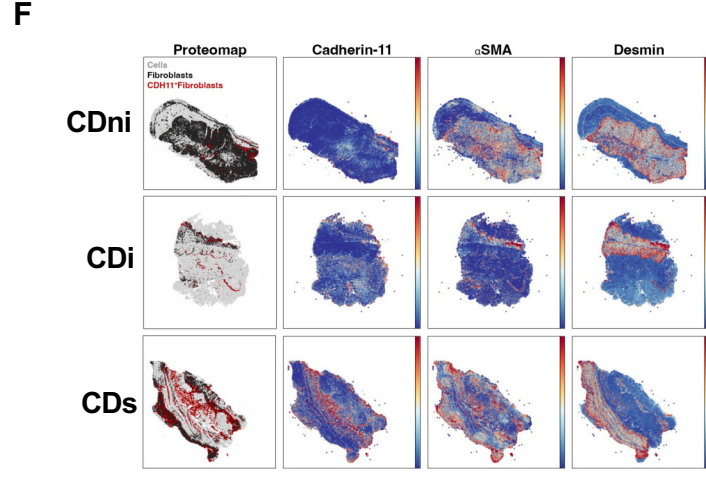 F
Proteomap Cadherin-11 αSMA Desmin
Cells
Fibroblasts
CDH11⁺Fibroblasts
CDni
CDi
CDs